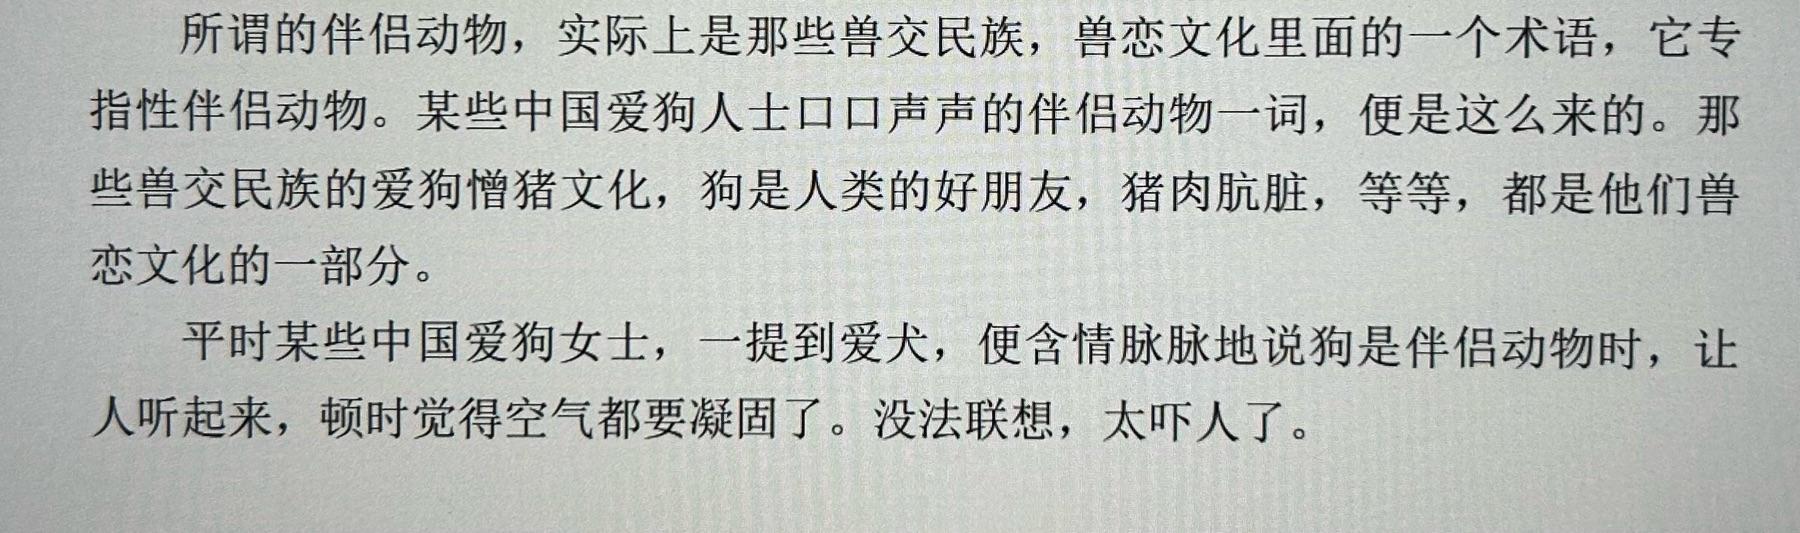 所谓的伴侣动物，实际上是那些兽交民族，兽恋文化里面的一个术语，它专
指性伴侣动物。某些中国爱狗人士口口声声的伴侣动物一词，便是这么来的。那
些兽交民族的爱狗憎猪文化，狗是人类的好朋友，猪肉肮脏，等等，都是他们兽
恋文化的一部分。
平时某些中国爱狗女士，一提到爱犬，便含情脉脉地说狗是伴侣动物时，让
人听起来，顿时觉得空气都要凝固了。没法联想，太吓人了。